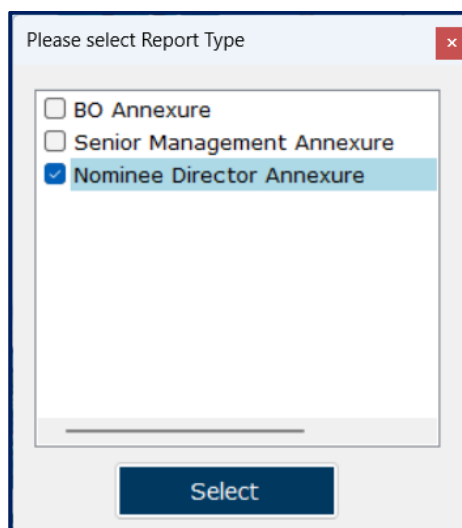 Please select Report Type
BO Annexure
Senior Management Annexure
Nominee Director Annexure
Select